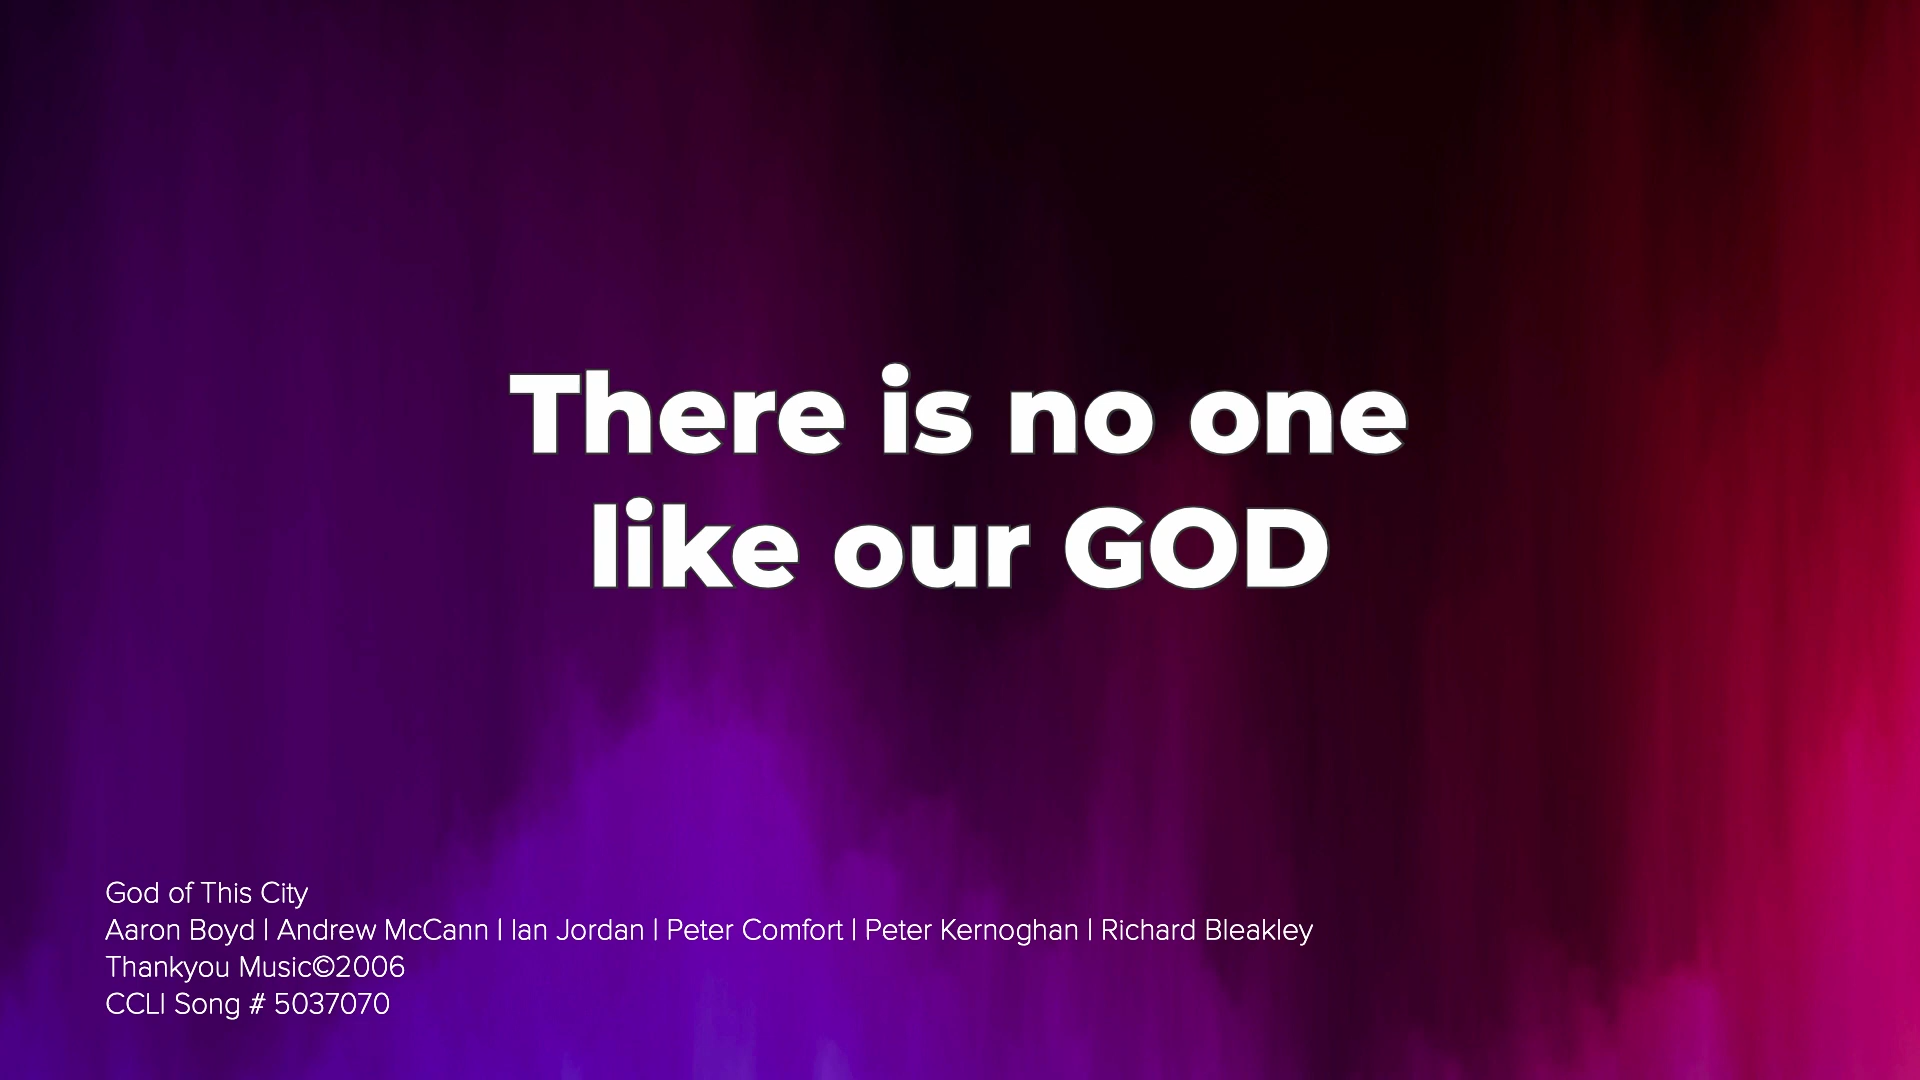 There is no one
like our GOD
God of This City
Aaron Boyd | Andrew McCann | Ian Jordan | Peter Comfort | Peter Kernoghan | Richard Bleakley
Thankyou Music©2006
CCLI Song # 5037070